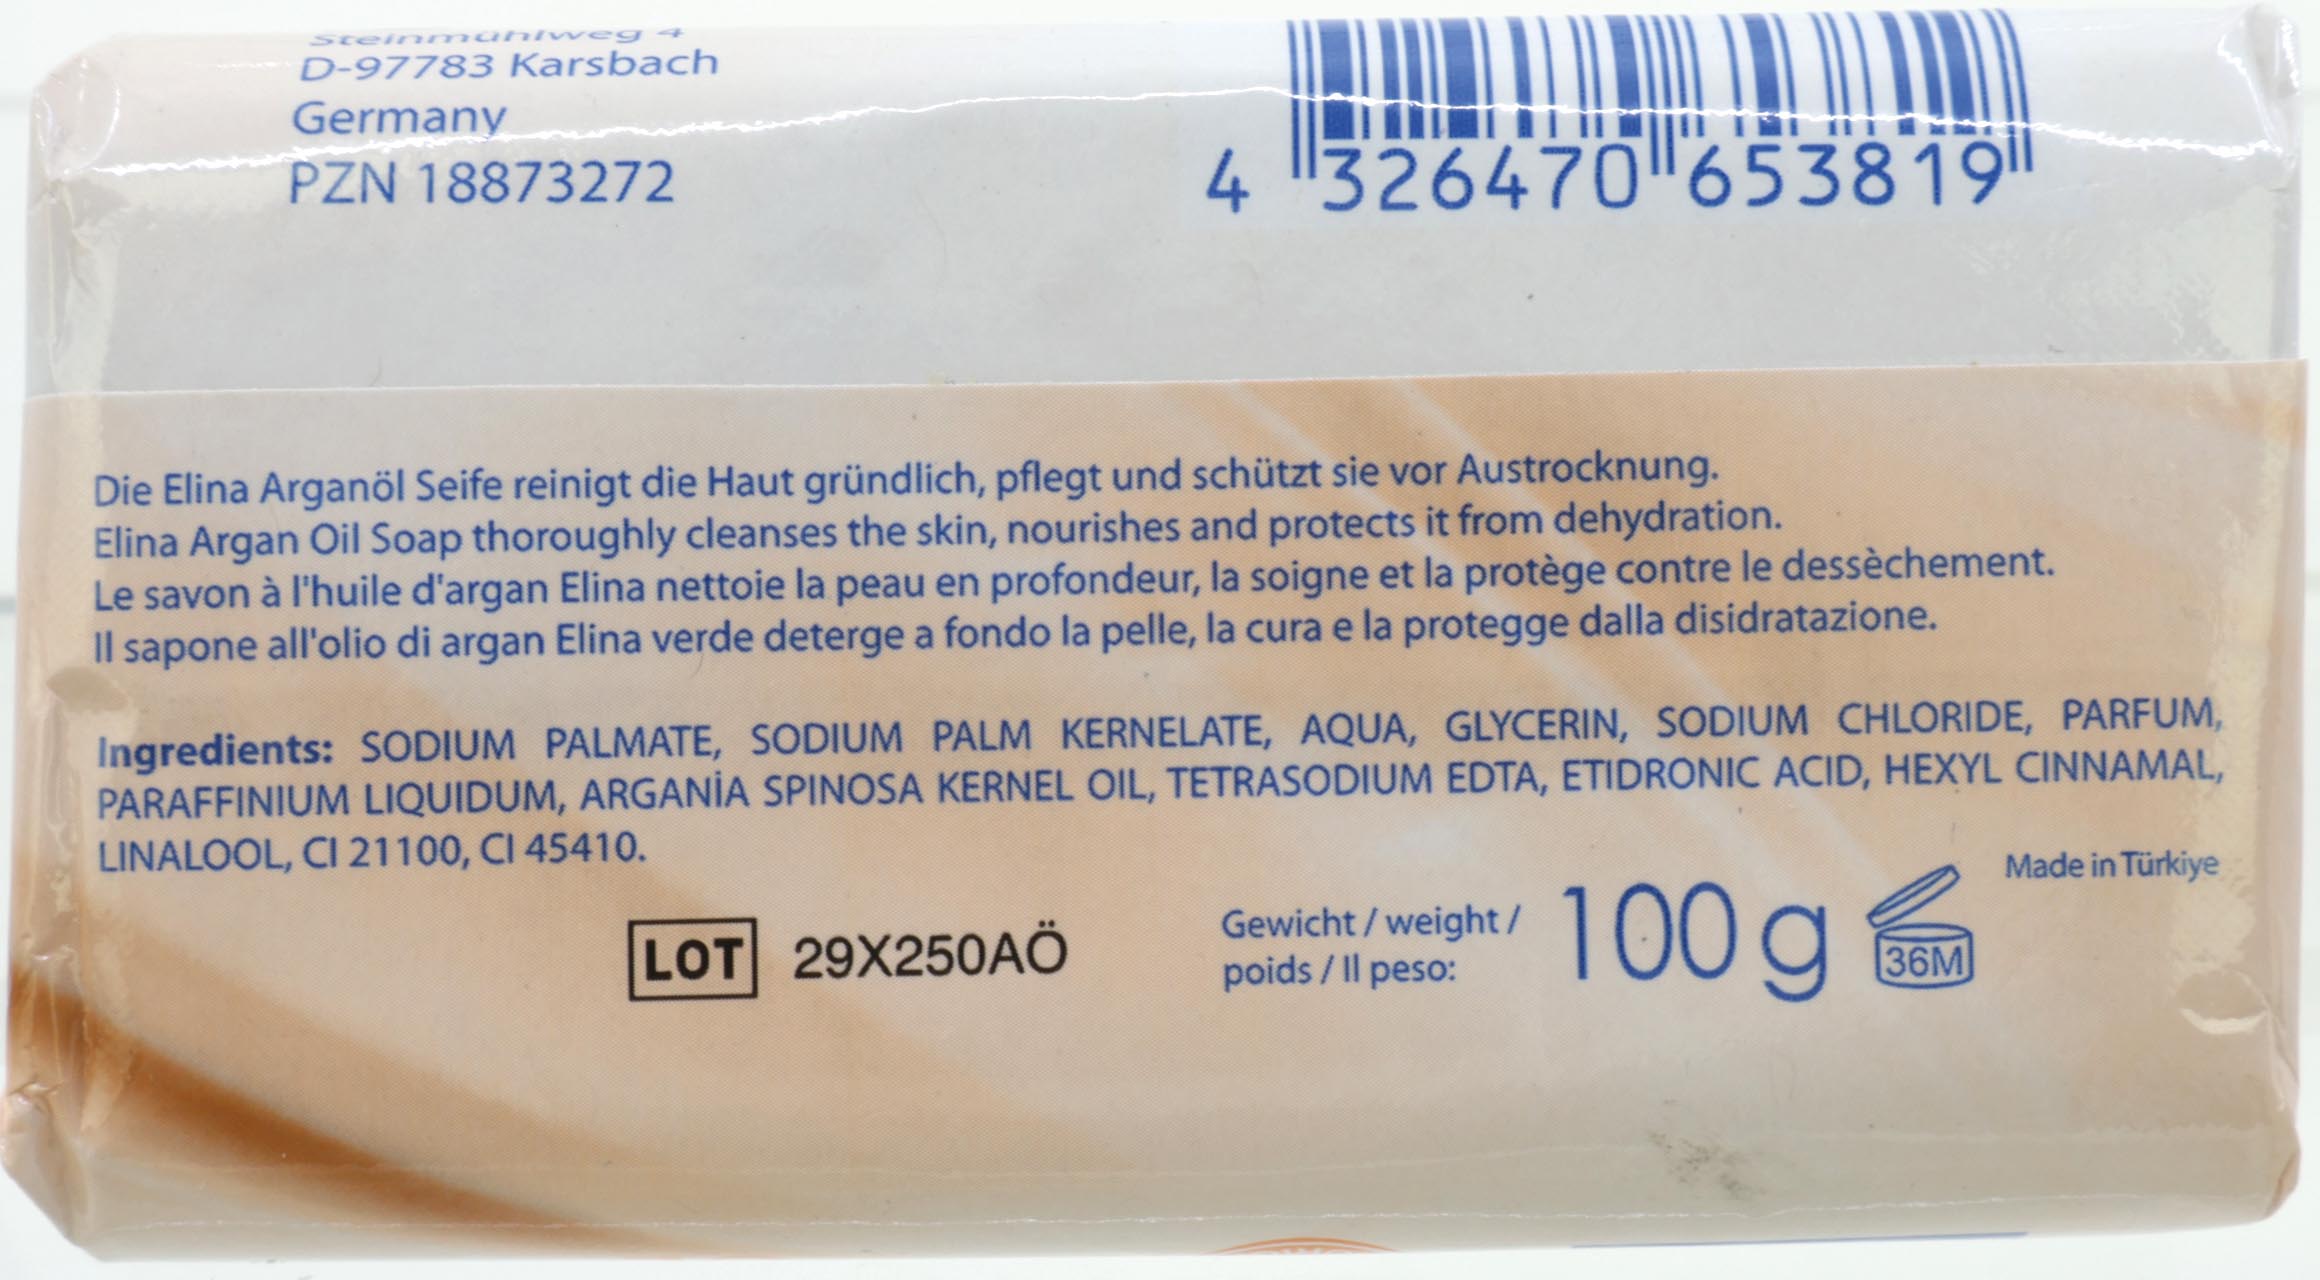 Steinmühlweg 4
D-97783 Karsbach
Germany
PZN 18873272
4 326470 653819
Die Elina Arganöl Seife reinigt die Haut gründlich, pflegt und schützt sie vor Austrocknung.
Elina Argan Oil Soap thoroughly cleanses the skin, nourishes and protects it from dehydration.
Le savon à l'huile d'argan Elina nettoie la peau en profondeur, la soigne et la protège contre le dessèchement.
Il sapone all'olio di argan Elina verde deterge a fondo la pelle, la cura e la protegge dalla disidratazione.
Ingredients: SODIUM PALMATE, SODIUM PALM KERNELATE, AQUA, GLYCERIN, SODIUM CHLORIDE, PARFUM,
PARAFFINIUM LIQUIDUM, ARGANİA SPINOSA KERNEL OIL, TETRASODIUM EDTA, ETIDRONIC ACID, HEXYL CINNAMAL,
LINALOOL, CI 21100, CI 45410.
Made in Türkiye
LOT 29X250AÖ
Gewicht / weight /
poids / Il peso:
100 g
36M